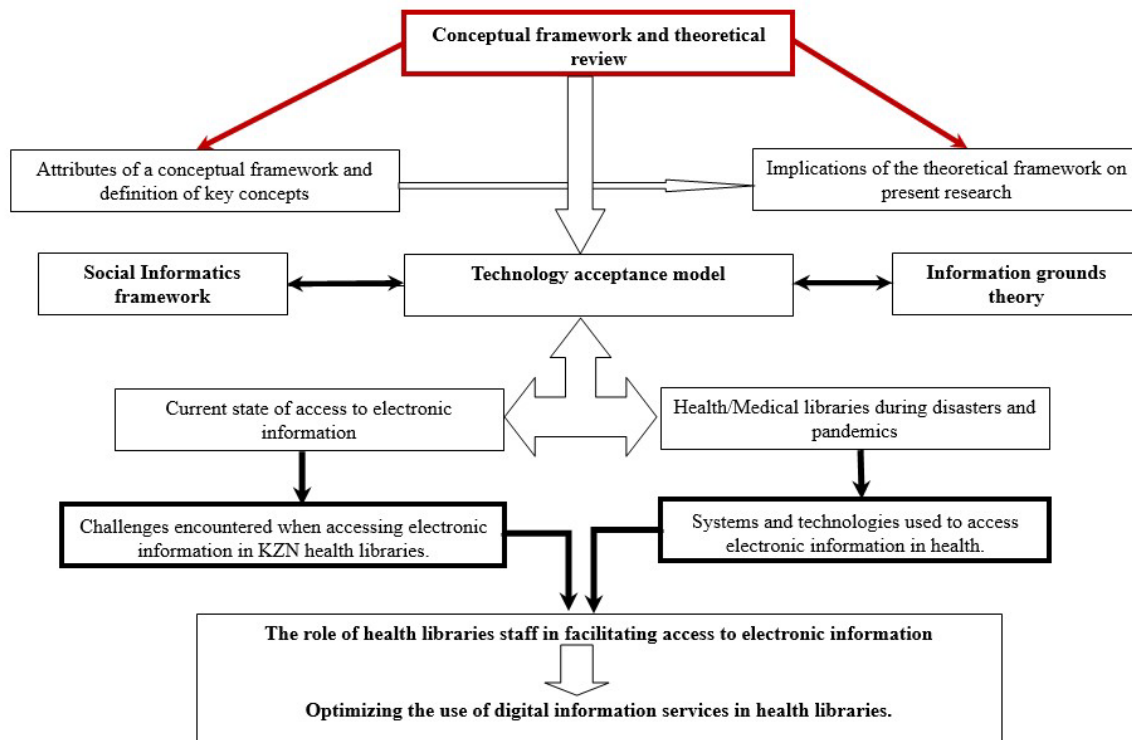 Conceptual framework and theoretical
review
Attributes of a conceptual framework and
definition of key concepts
Implications of the theoretical framework on
present research
Social Informatics
framework
Technology acceptance model
Information grounds
theory
Current state of access to electronic
information
Health/Medical libraries during disasters and
pandemics
Challenges encountered when accessing electronic
information in KZN health libraries.
Systems and technologies used to access
electronic information in health.
The role of health libraries staff in facilitating access to electronic information
Optimizing the use of digital information services in health libraries.